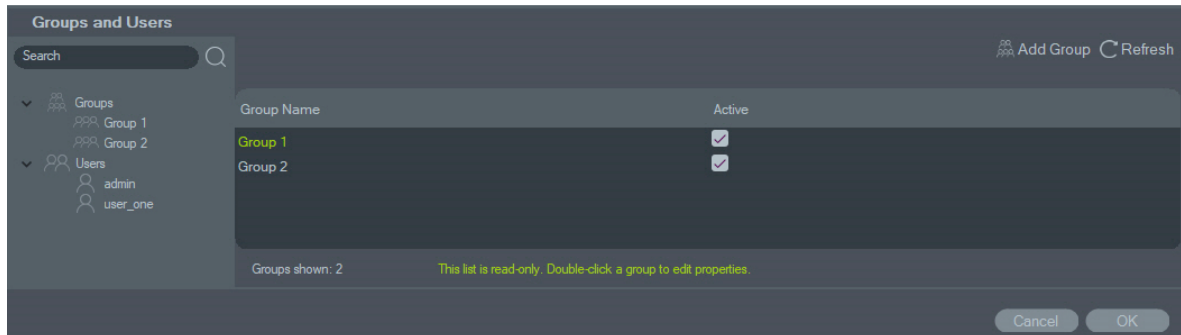 Groups and Users
Search
Add Group Refresh
Groups
Group 1
Group 2
Users
admin
user_one
Group Name Active
Group 1
Group 2
Groups shown: 2 This list is read-only. Double-click a group to edit properties.
Cancel OK